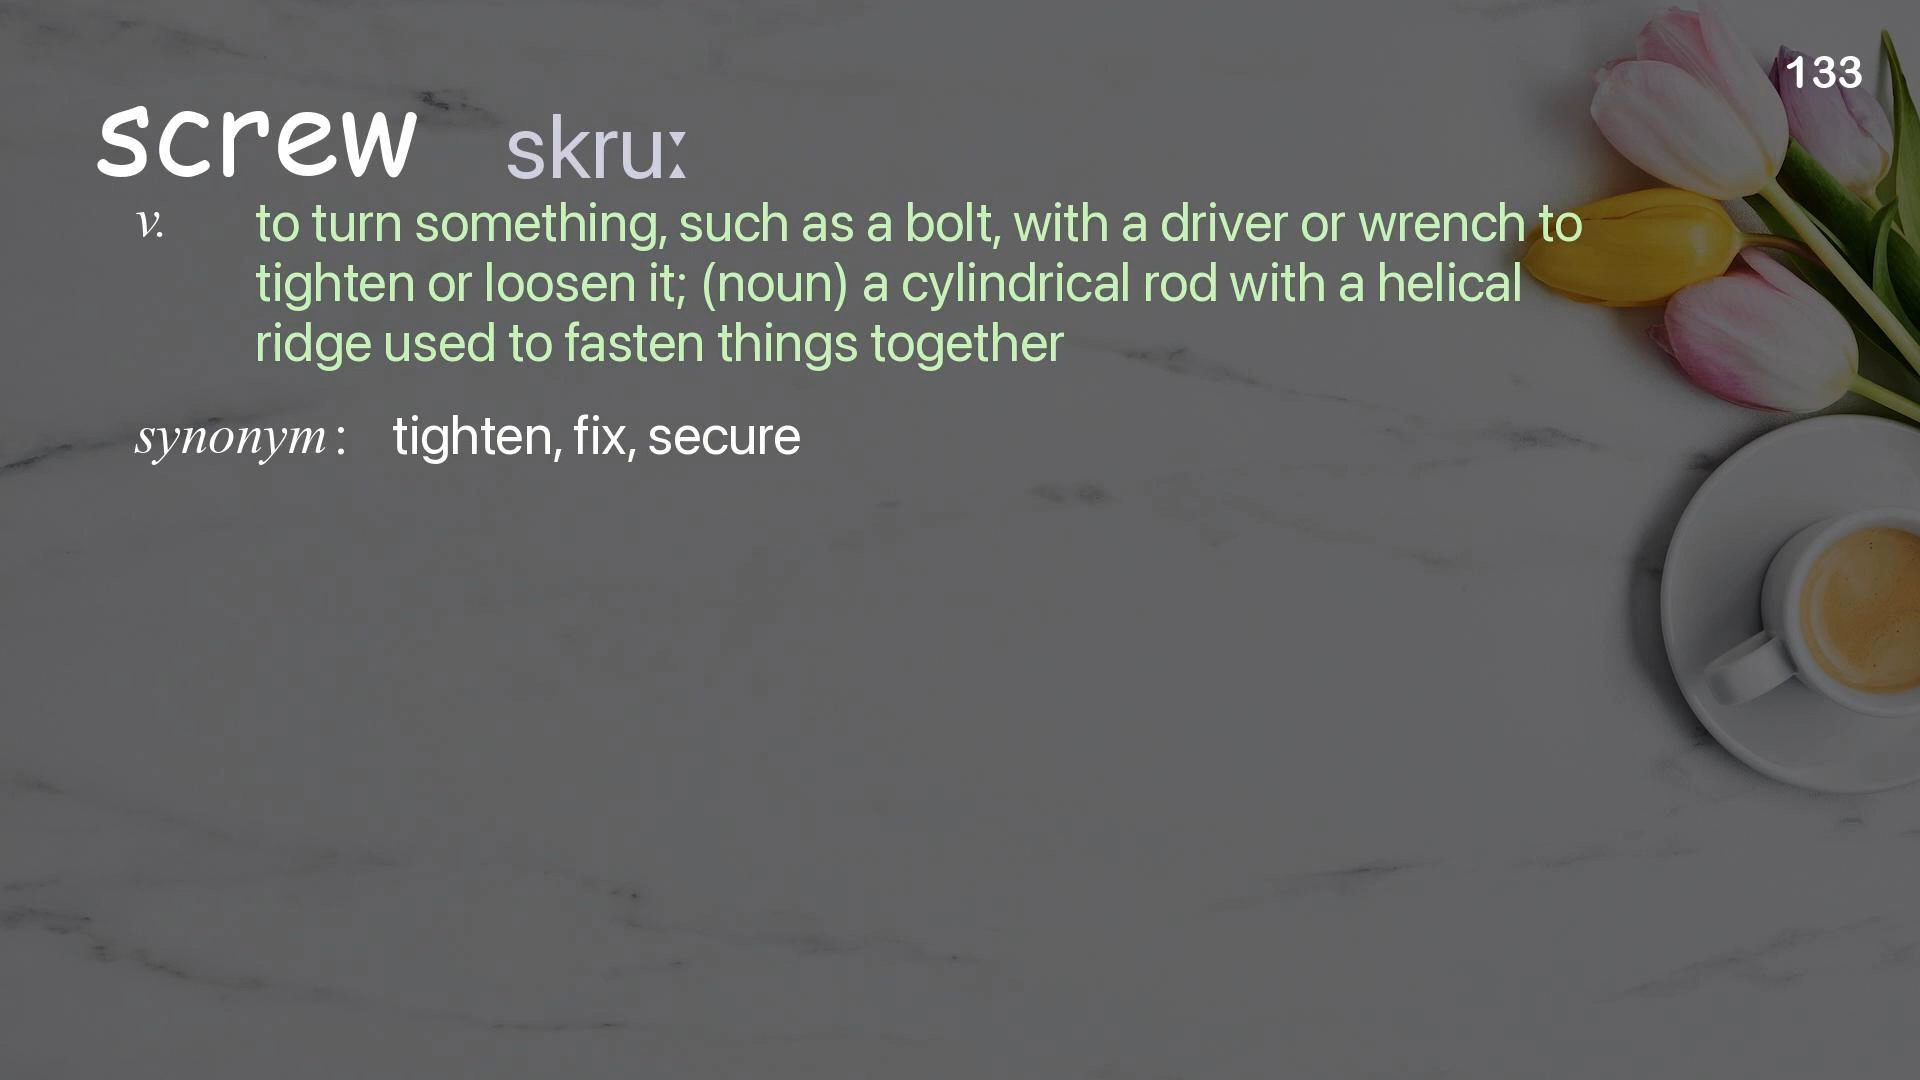 133
screw skruː
v. to turn something, such as a bolt, with a driver or wrench to
tighten or loosen it; (noun) a cylindrical rod with a helical
ridge used to fasten things together
synonym: tighten, fix, secure